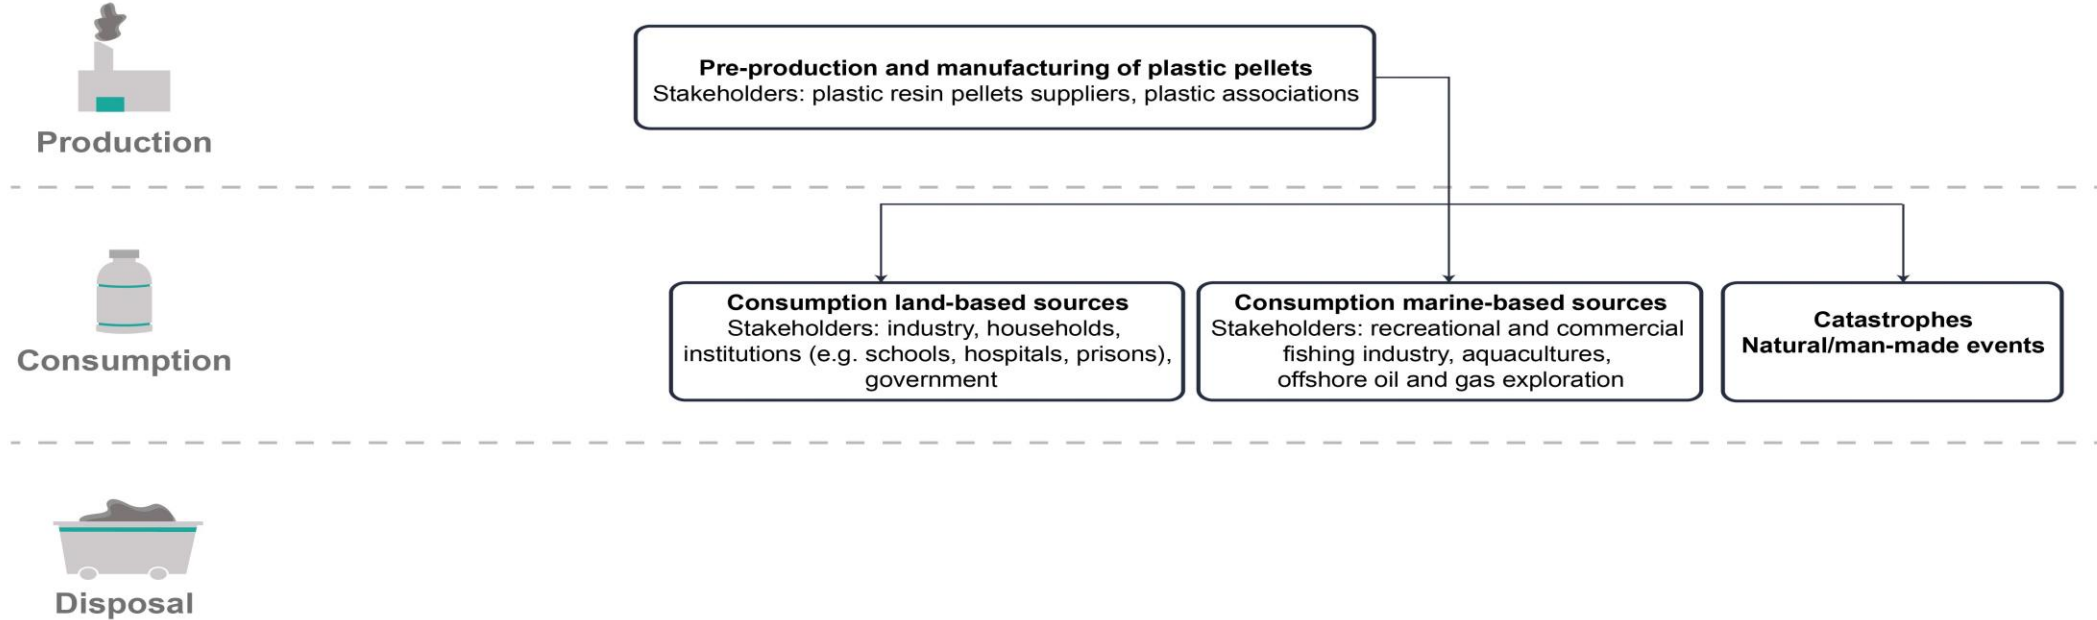 Pre-production and manufacturing of plastic pellets
Stakeholders: plastic resin pellets suppliers, plastic associations
Production
Consumption land-based sources
Stakeholders: industry, households,
institutions (e.g. schools, hospitals, prisons),
government
Consumption marine-based sources
Stakeholders: recreational and commercial
fishing industry, aquacultures,
offshore oil and gas exploration
Catastrophes
Natural/man-made events
Consumption
Disposal